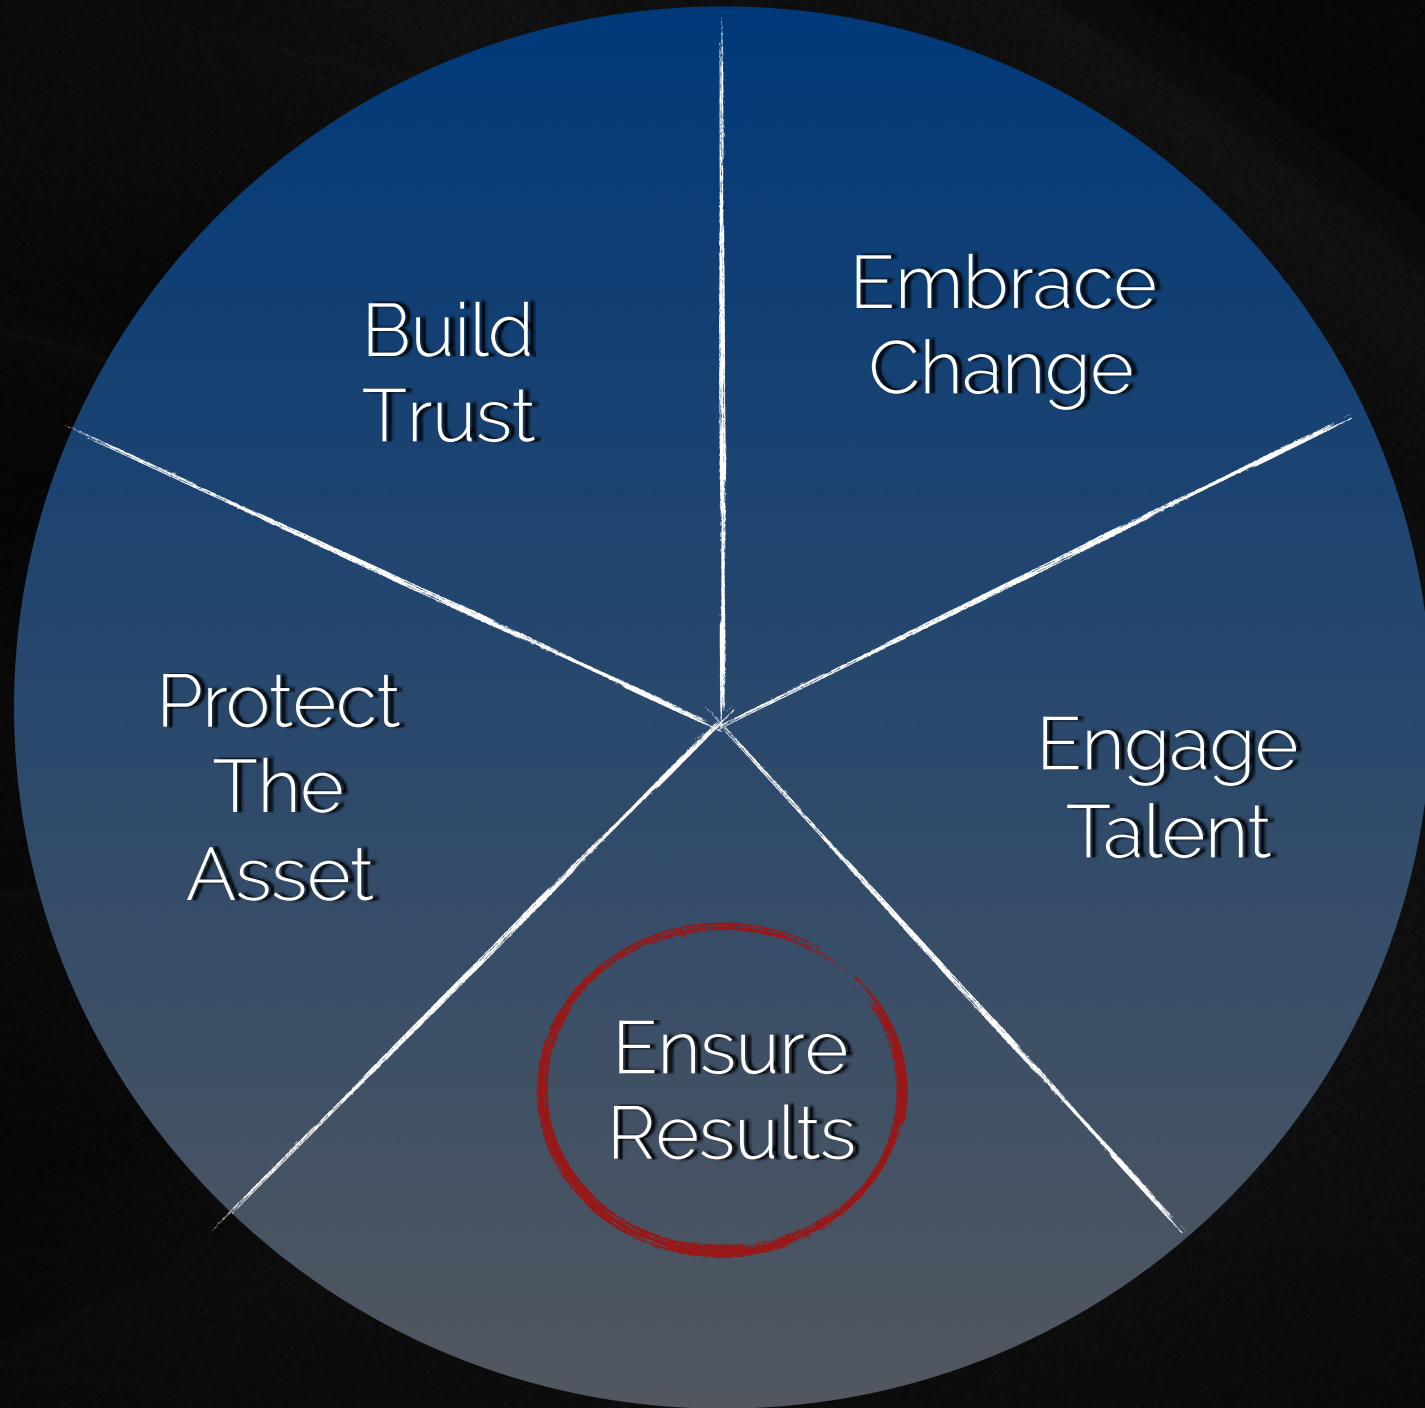 Build
Trust
Embrace
Change
Engage
Talent
Ensure
Results
Protect
The
Asset